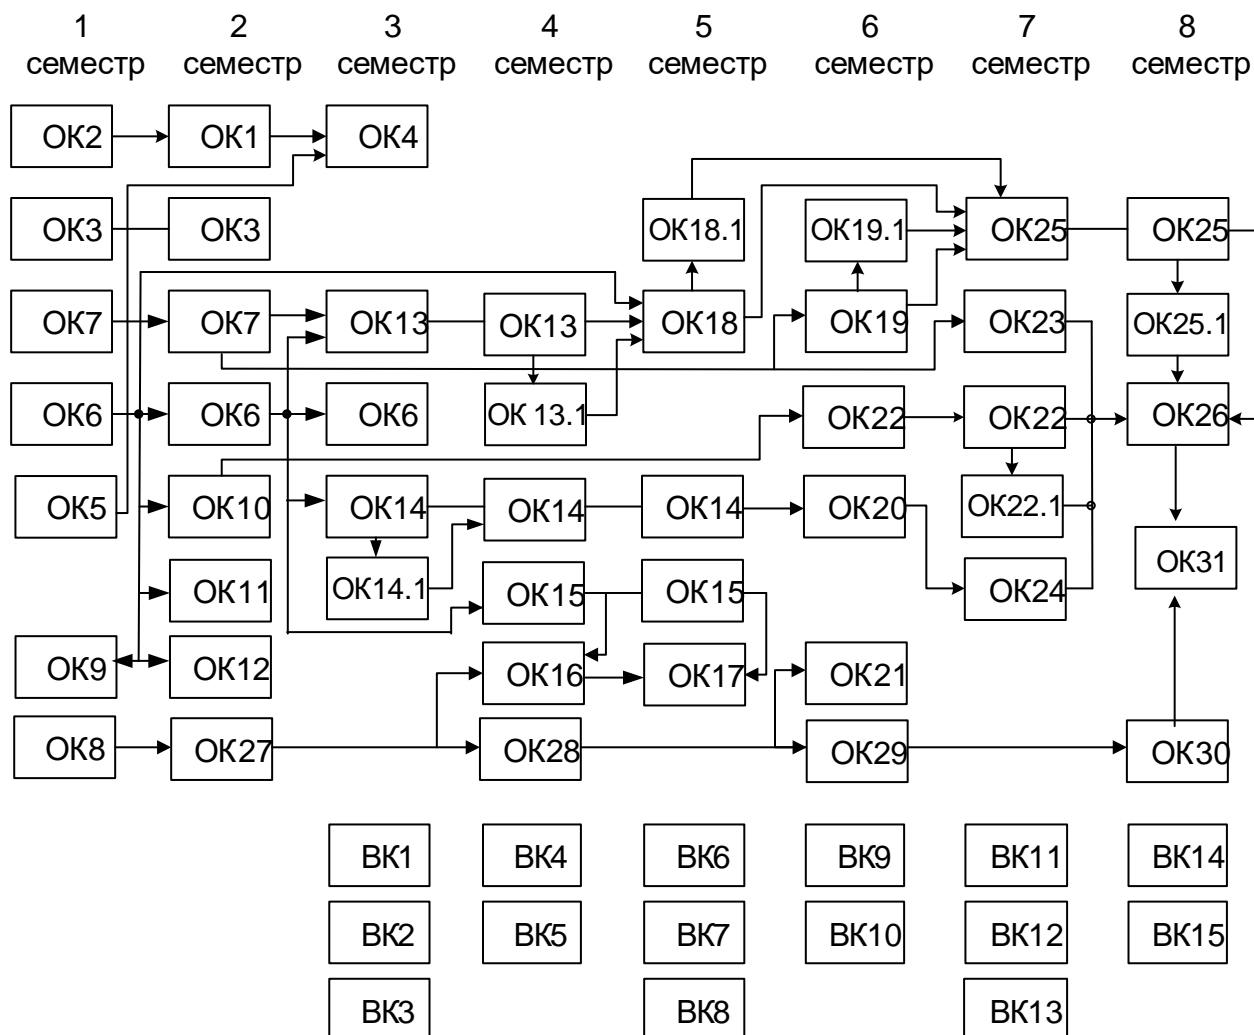 1 2 3 4 5 6 7 8
семестр семестр семестр семестр семестр семестр семестр семестр
ОК2 ОК1 ОК4
ОК3 ОК3 ОК18.1 ОК19.1 ОК25 ОК25
ОК7 ОК7 ОК13 ОК13 ОК18 ОК19 ОК23 ОК25.1
ОК6 ОК6 ОК6 ОК 13.1 ОК22 ОК22 ОК26
ОК5 ОК10 ОК14 ОК14 ОК14 ОК20 ОК22.1
ОК31
ОК11 ОК14.1 ОК15 ОК15 ОК24
ОК9 ОК12 ОК16 ОК17 ОК21
ОК8 ОК27 ОК28 ОК29 ОК30
ВК1 ВК4 ВК6 ВК9 ВК11 ВК14
ВК2 ВК5 ВК7 ВК10 ВК12 ВК15
ВК3 ВК8 ВК13